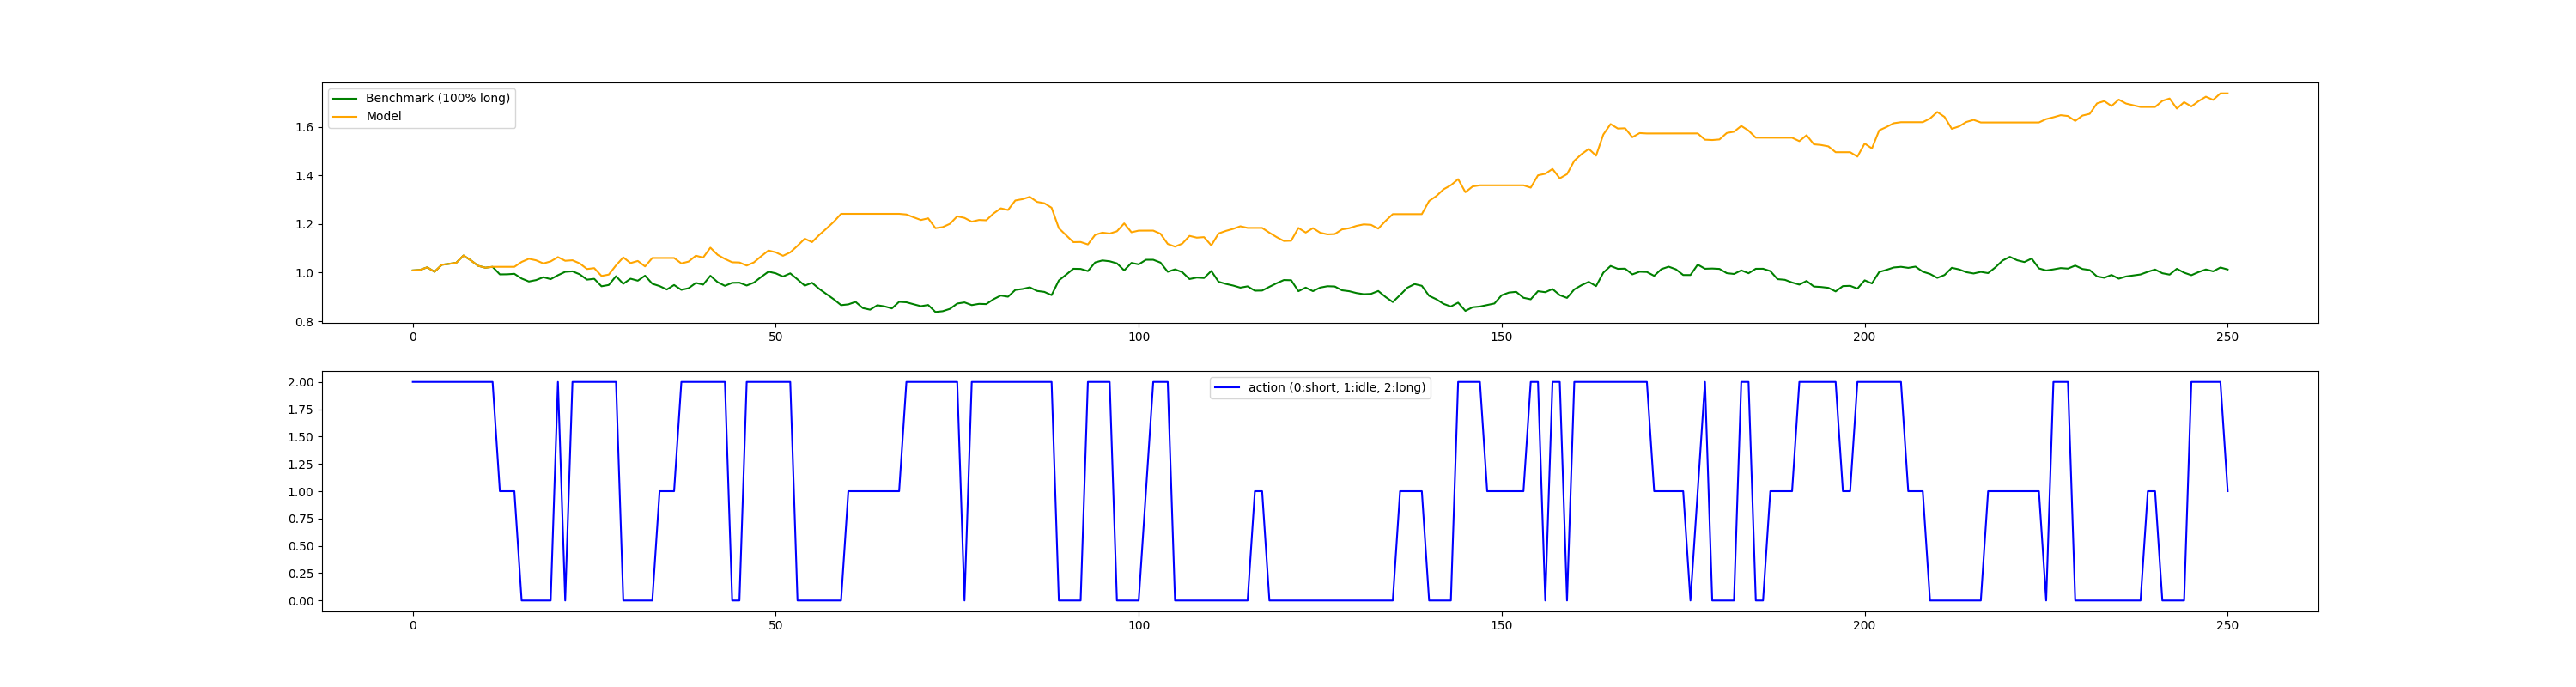 Benchmark (100% long)
Model
1.6
1.4
1.2
1.0
0.8
0 50 100 150 200 250
action (0:short, 1:idle, 2:long)
2.00
1.75
1.50
1.25
1.00
0.75
0.50
0.25
0.00
0 50 100 150 200 250